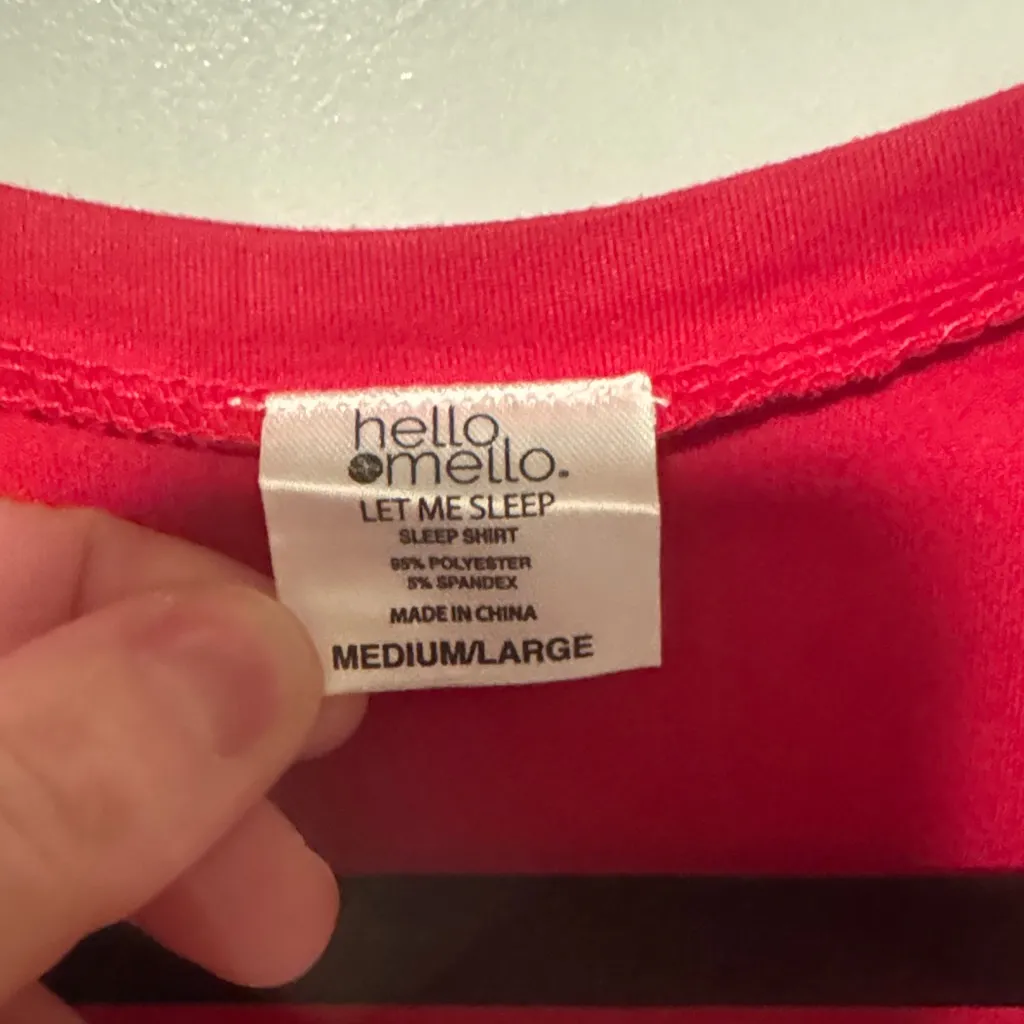 hello
mello.
LET ME SLEEP
SLEEP SHIRT
95% POLYESTER
5% SPANDEX
MADE IN CHINA
MEDIUM/LARGE